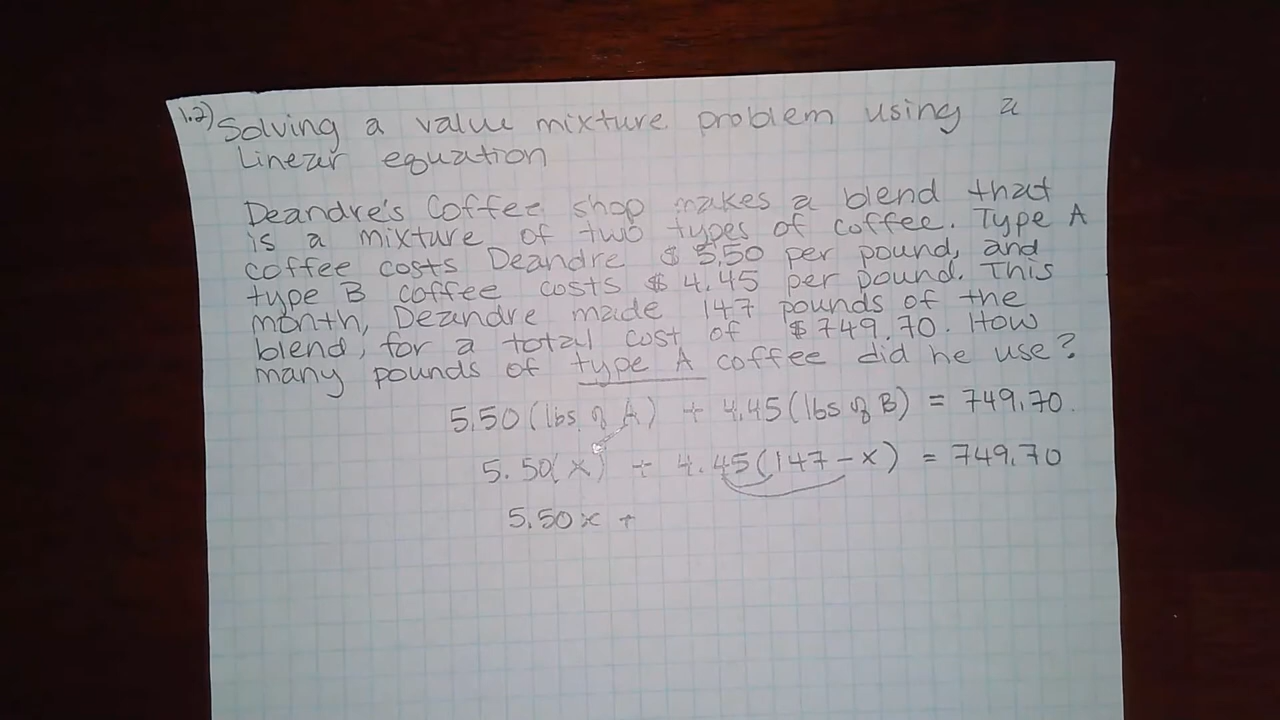 1.2) Solving a value mixture problem using a
Linear equation
Deandre's Coffee shop makes a blend that
is a mixture of two types of coffee. Type A
coffee costs Deandre $ 5.50 per pound, and
type B coffee costs $ 4.45 per pound. This
month, Deandre made 147 pounds of the
blend, for a total cost of $749.70. How
many pounds of type A coffee did he use?
5.50 (lbs of A) + 4.45 (lbs of B) = 749.70.
5.50(x) + 4.45(147-x) = 749.70
5.50x +